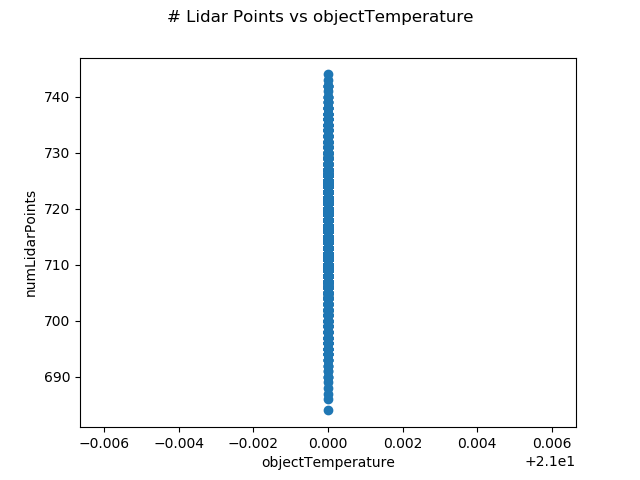 # Lidar Points vs objectTemperature
740
730
720
710
700
690
numLidarPoints
−0.006 −0.004 −0.002 0.000 0.002 0.004 0.006
objectTemperature
+2.1e1